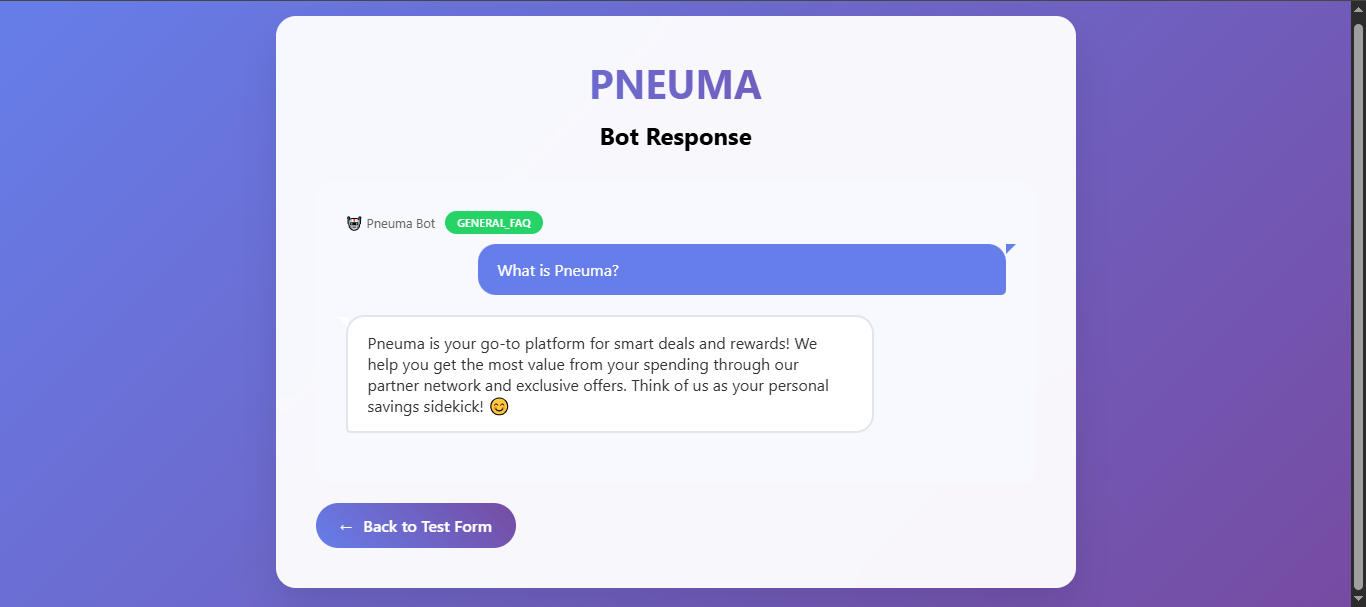 PNEUMA
Bot Response
Pneuma Bot GENERAL_FAQ
What is Pneuma?
Pneuma is your go-to platform for smart deals and rewards! We
help you get the most value from your spending through our
partner network and exclusive offers. Think of us as your personal
savings sidekick! 😊
← Back to Test Form